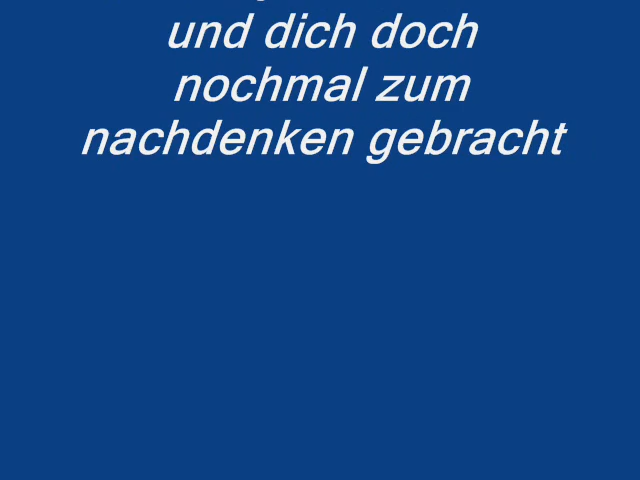 und dich doch
nochmal zum
nachdenken gebracht